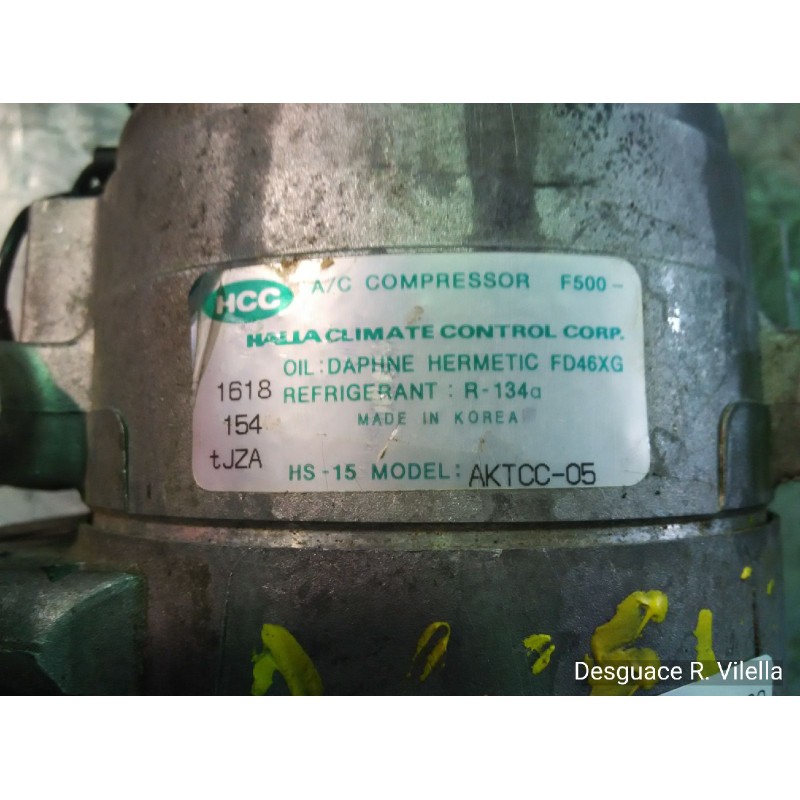 HCC
A/C COMPRESSOR F500-
HALLA CLIMATE CONTROL CORP.
OIL: DAPHNE HERMETIC FD46XG
1618 REFRIGERANT : R-134a
154 MADE IN KOREA
tJZA HS-15 MODEL: AKTCC-05
Desguace R. Vilella